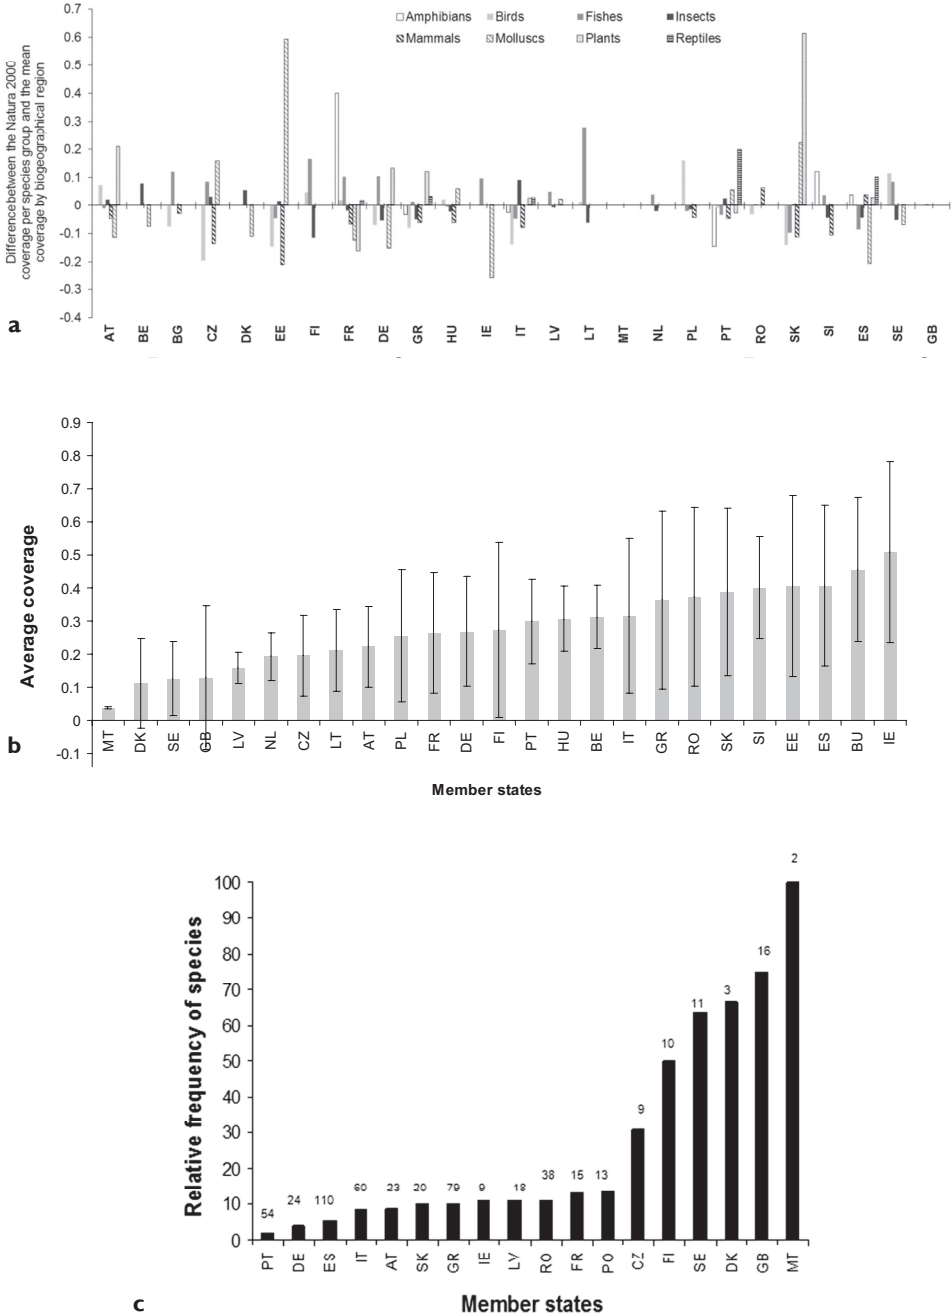 0.7
0.6
0.5
0.4
0.3
0.2
0.1
0
-0.1
-0.2
-0.3
-0.4
Differencebetween the Natura 2000
coverage per species group and the mean
coverage by biogeographical region
Amphibians Birds Fishes Insects
Mammals Molluscs Plants Reptiles
AT BE BG CZ DK EE FI FR DE GR HU IE IT LV LT MT NL PL PT RO SK SI ES SE GB
a
0.9
0.8
0.7
0.6
0.5
0.4
0.3
0.2
0.1
0
-0.1
Average coverage
MT DK SE GB LV NL CZ LT AT PL FR DE FI PT HU BE IT GR RO SK SI EE ES BU IE
b
Member states
100
90
80
70
60
50
40
30
20
10
0
Relative frequency of species
54 24 110 60 23 20 79 9 18 38 15 13 9 10 11 3 16 2
PT DE ES IT AT SK GR IE LV RO FR PO CZ FI SE DK GB MT
c
Member states